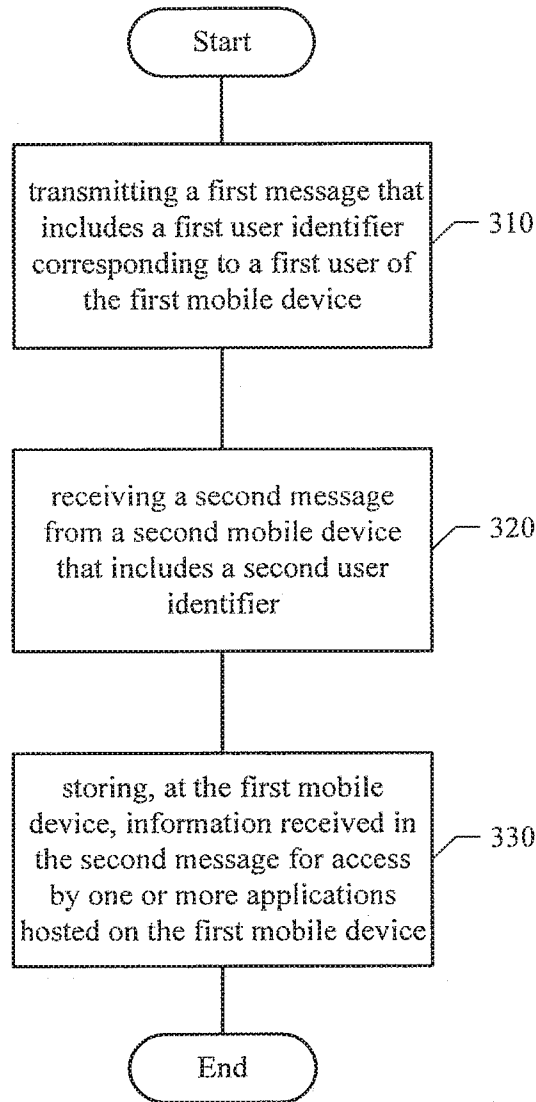 Start
transmitting a first message that
includes a first user identifier
corresponding to a first user of
the first mobile device
310
receiving a second message
from a second mobile device
that includes a second user
identifier
320
storing, at the first mobile
device, information received in
the second message for access
by one or more applications
hosted on the first mobile device
330
End